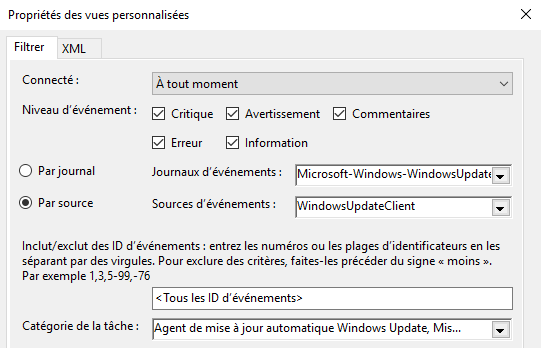 Propriétés des vues personnalisées
Filtrer XML
Connecté : À tout moment
Niveau d'événement : Critique Avertissement Commentaires
Erreur Information
Par journal Journaux d'événements : Microsoft-Windows-WindowsUpdate
Par source Sources d'événements : WindowsUpdateClient
Inclut/exclut des ID d'événements : entrez les numéros ou les plages d'identificateurs en les
séparant par des virgules. Pour exclure des critères, faites-les précéder du signe « moins ».
Par exemple 1,3,5-99,-76
<Tous les ID d'événements>
Catégorie de la tâche : Agent de mise à jour automatique Windows Update, Mis...